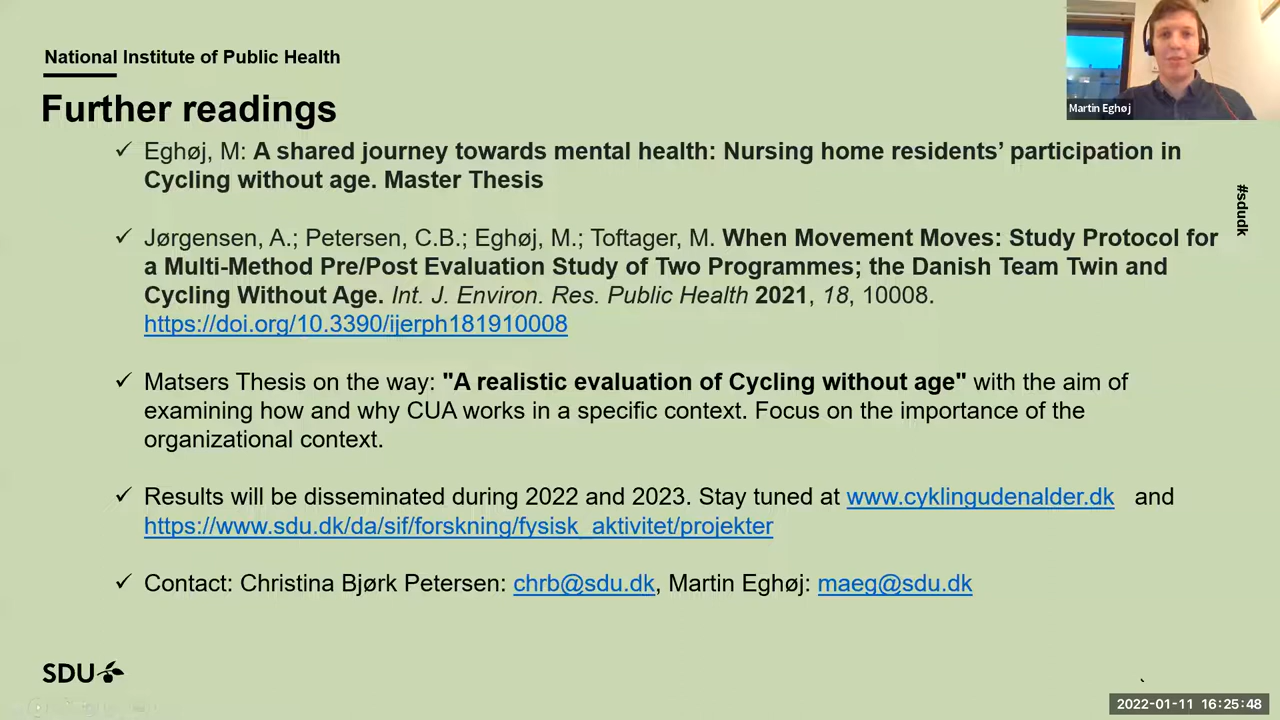 National Institute of Public Health
Further readings
Martin Eghøj
✓ Eghøj, M: A shared journey towards mental health: Nursing home residents’ participation in
Cycling without age. Master Thesis
#sdudk
✓ Jørgensen, A.; Petersen, C.B.; Eghøj, M.; Toftager, M. When Movement Moves: Study Protocol for
a Multi-Method Pre/Post Evaluation Study of Two Programmes; the Danish Team Twin and
Cycling Without Age. Int. J. Environ. Res. Public Health 2021, 18, 10008.
https://doi.org/10.3390/ijerph181910008
✓ Matsers Thesis on the way: "A realistic evaluation of Cycling without age" with the aim of
examining how and why CUA works in a specific context. Focus on the importance of the
organizational context.
✓ Results will be disseminated during 2022 and 2023. Stay tuned at www.cyklingudenalder.dk and
https://www.sdu.dk/da/sif/forskning/fysisk_aktivitet/projekter
✓ Contact: Christina Bjørk Petersen: chrb@sdu.dk, Martin Eghøj: maeg@sdu.dk
SDU
2022-01-11 16:25:48